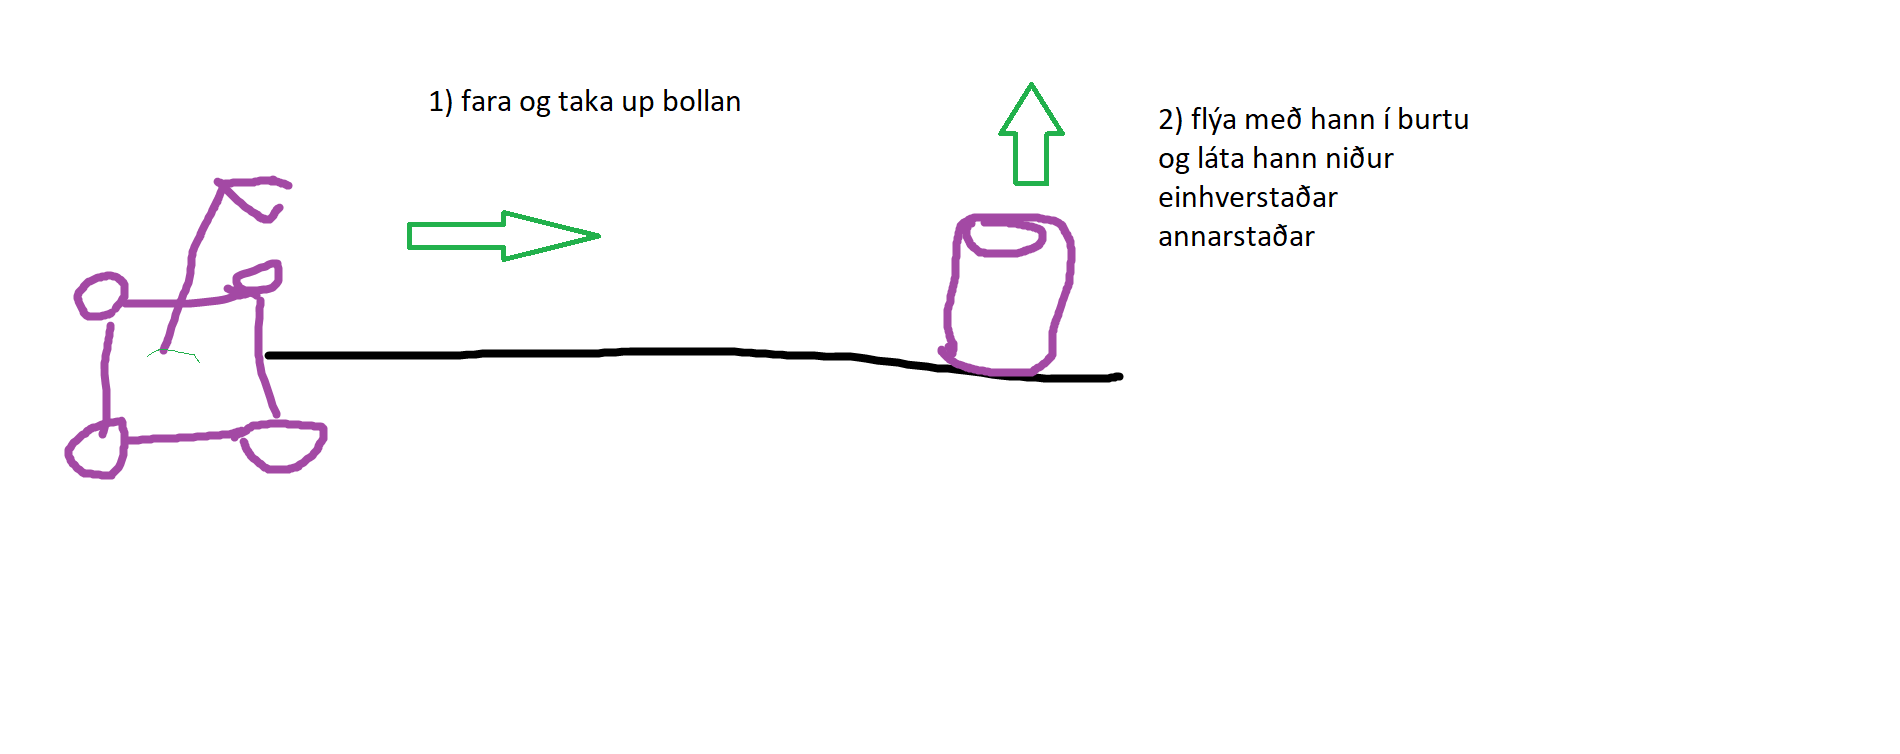 1) fara og taka up bollan
2) flýa með hann í burtu
og láta hann niður
einhverstaðar
annarstaðar